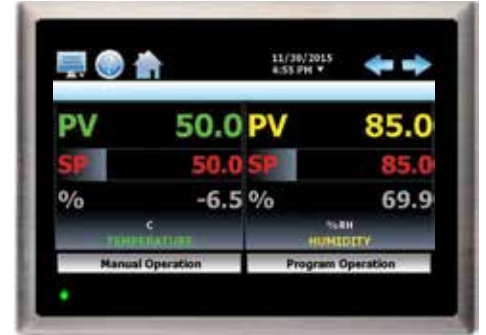 11/30/2015
4:55 PM ▼
PV 50.0 PV 85.0
SP 50.0 SP 85.0
% -6.5 % 69.9
C %RH
TEMPERATURE HUMIDITY
Manual Operation Program Operation